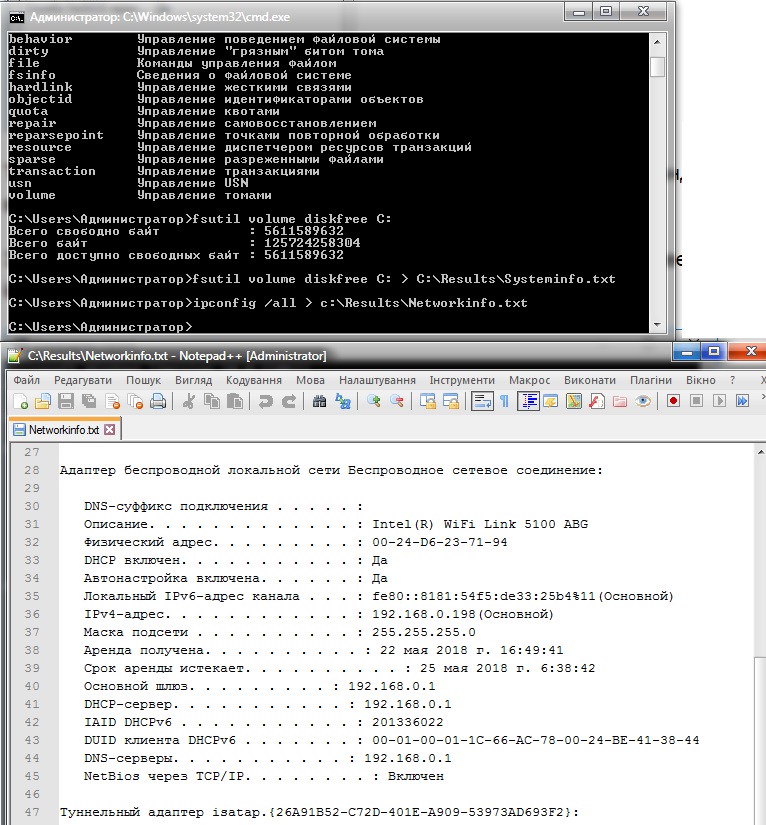 Администратор: C:\Windows\system32\cmd.exe
behavior Управление поведением файловой системы
dirty Управление "грязным" битом тома
file Команды управления файлом
fsinfo Сведения о файловой системе
hardlink Управление жесткими связями
objectid Управление идентификаторами объектов
quota Управление квотами
repair Управление самовосстановлением
reparsepoint Управление точками повторной обработки
resource Управление диспетчером ресурсов транзакций
sparse Управление разреженными файлами
transaction Управление транзакциями
usn Управление USN
volume Управление томами
C:\Users\Администратор>fsutil volume diskfree C:
Всего свободно байт : 5611589632
Всего байт : 125724258304
Всего доступно свободных байт : 5611589632
C:\Users\Администратор>fsutil volume diskfree C: > C:\Results\Systeminfo.txt
C:\Users\Администратор>ipconfig /all > c:\Results\Networkinfo.txt
C:\Users\Администратор>
C:\Results\Networkinfo.txt - Notepad++ [Administrator]
Файл Редагувати Пошук Вигляд Кодування Мова Налаштування Інструменти Макрос Виконати Плагіни Вікно ? X
Networkinfo.txt
27
28 Адаптер беспроводной локальной сети Беспроводное сетевое соединение:
29
30 DNS-суффикс подключения . . . . . :
31 Описание. . . . . . . . . . . . . : Intel(R) WiFi Link 5100 ABG
32 Физический адрес. . . . . . . . . : 00-24-D6-23-71-94
33 DHCP включен. . . . . . . . . . . : Да
34 Автонастройка включена. . . . . . : Да
35 Локальный IPv6-адрес канала . . . : fe80::8181:54f5:de33:25b4%11(Основной)
36 IPv4-адрес. . . . . . . . . . . . : 192.168.0.198(Основной)
37 Маска подсети . . . . . . . . . . : 255.255.255.0
38 Аренда получена. . . . . . . . . . : 22 мая 2018 г. 16:49:41
39 Срок аренды истекает. . . . . . . . . . : 25 мая 2018 г. 6:38:42
40 Основной шлюз. . . . . . . . . : 192.168.0.1
41 DHCP-сервер. . . . . . . . . . . : 192.168.0.1
42 IAID DHCPv6 . . . . . . . . . . . : 201336022
43 DUID клиента DHCPv6 . . . . . . . : 00-01-00-01-1C-66-AC-78-00-24-BE-41-38-44
44 DNS-серверы. . . . . . . . . . . : 192.168.0.1
45 NetBios через TCP/IP. . . . . . . . : Включен
46
47 Туннельный адаптер isatap.{26A91B52-C72D-401E-A909-53973AD693F2}: